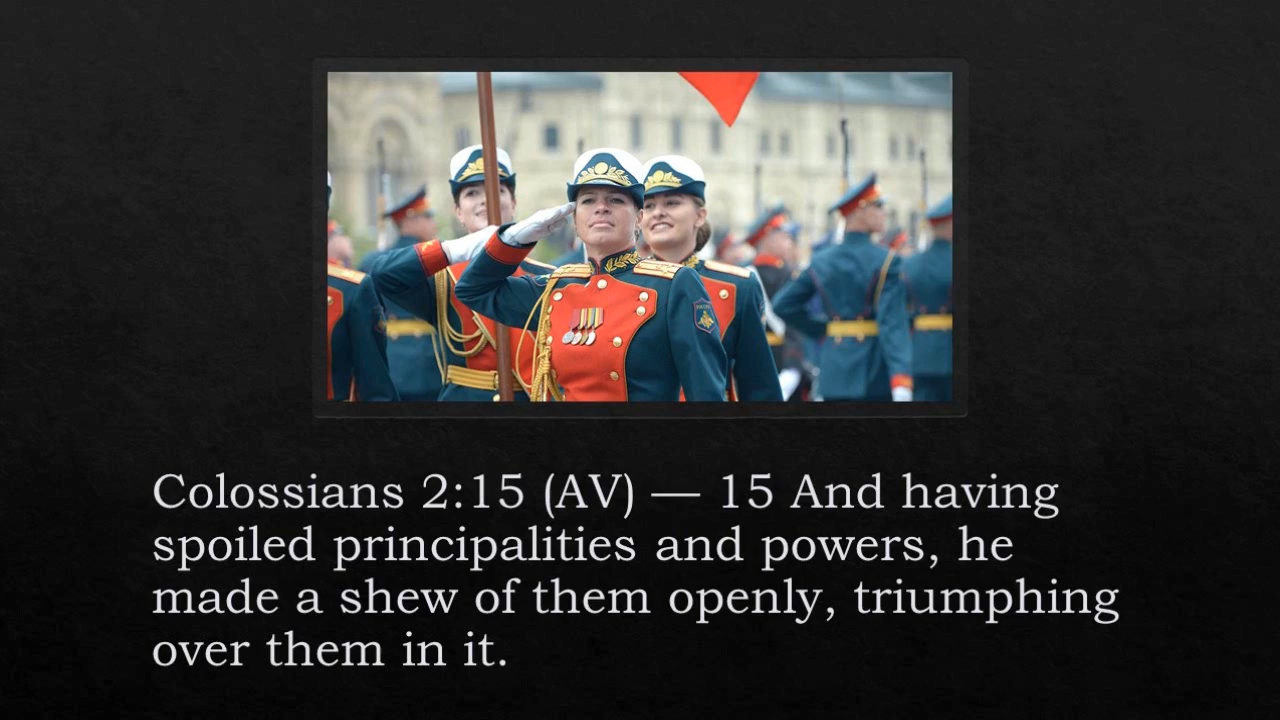 Colossians 2:15 (AV) — 15 And having
spoiled principalities and powers, he
made a shew of them openly, triumphing
over them in it.